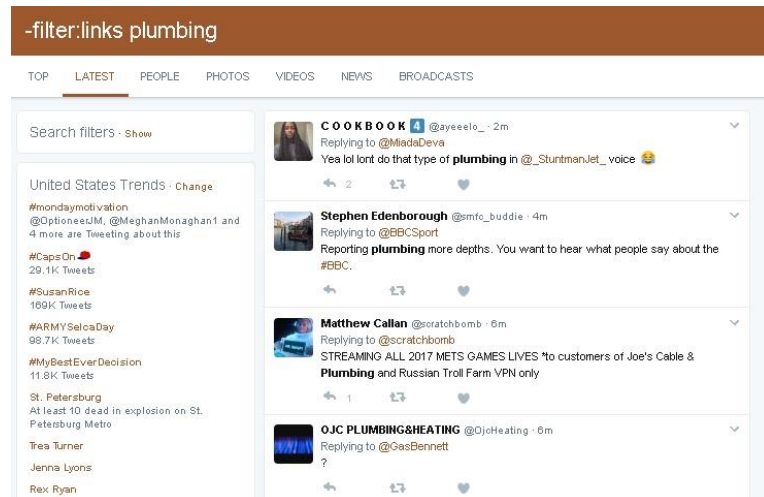 -filter:links plumbing
TOP LATEST PEOPLE PHOTOS VIDEOS NEWS BROADCASTS
Search filters · Show
United States Trends · Change
#mondaymotivation
@OptioneerJM, @MeghanMonaghan1 and
4 more are Tweeting about this
#CapsOn
29.1K Tweets
#SusanRice
169K Tweets
#ARMYSelcaDay
98.7K Tweets
#MyBestEverDecision
11.8K Tweets
St. Petersburg
At least 10 dead in explosion on St.
Petersburg Metro
Trea Turner
Jenna Lyons
Rex Ryan
C O O K B O O K 4️⃣ @ayeeelo_ · 2m
Replying to @MiadaDeva
Yea lol lont do that type of plumbing in @_StuntmanJet_ voice 😂
2
Stephen Edenborough @smfc_buddie · 4m
Replying to @BBCSport
Reporting plumbing more depths. You want to hear what people say about the
#BBC.
Matthew Callan @scratchbomb · 6m
Replying to @scratchbomb
STREAMING ALL 2017 METS GAMES LIVES *to customers of Joe's Cable &
Plumbing and Russian Troll Farm VPN only
1
OJC PLUMBING&HEATING @OjcHeating · 6m
Replying to @GasBennett
?